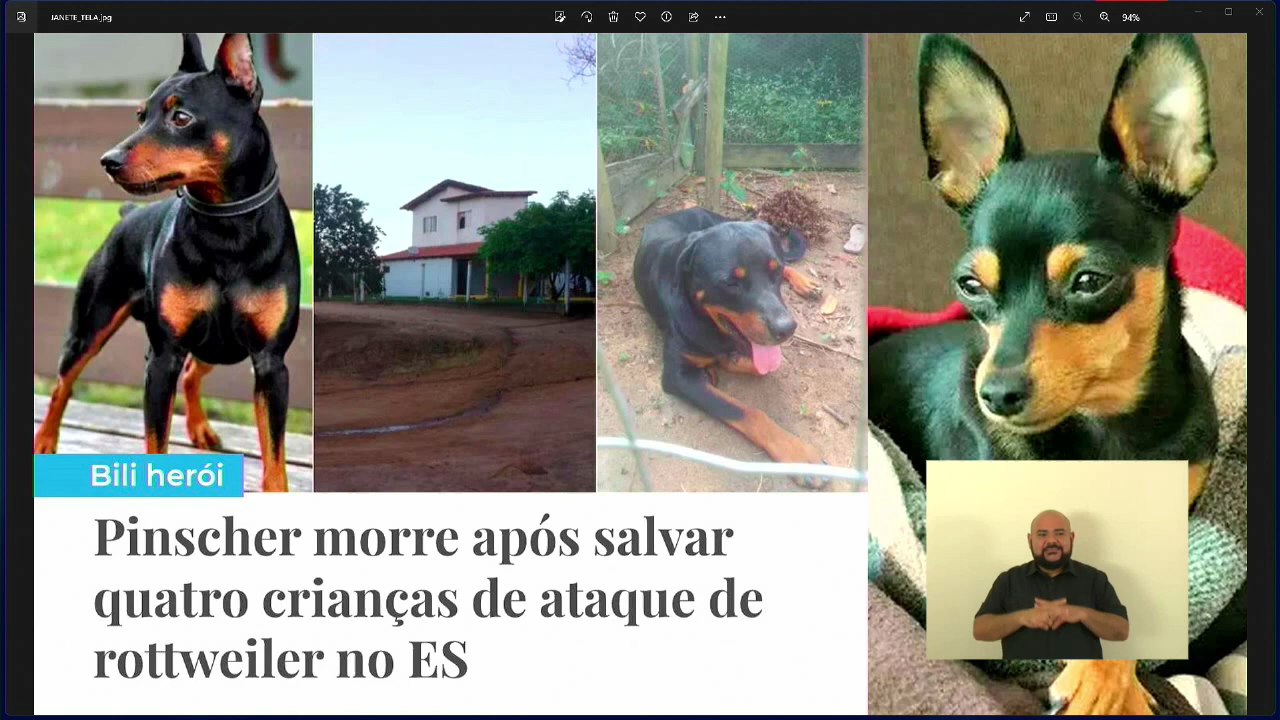 JANETE_TELA.jpg
94%
Bili herói
Pinscher morre após salvar
quatro crianças de ataque de
rottweiler no ES